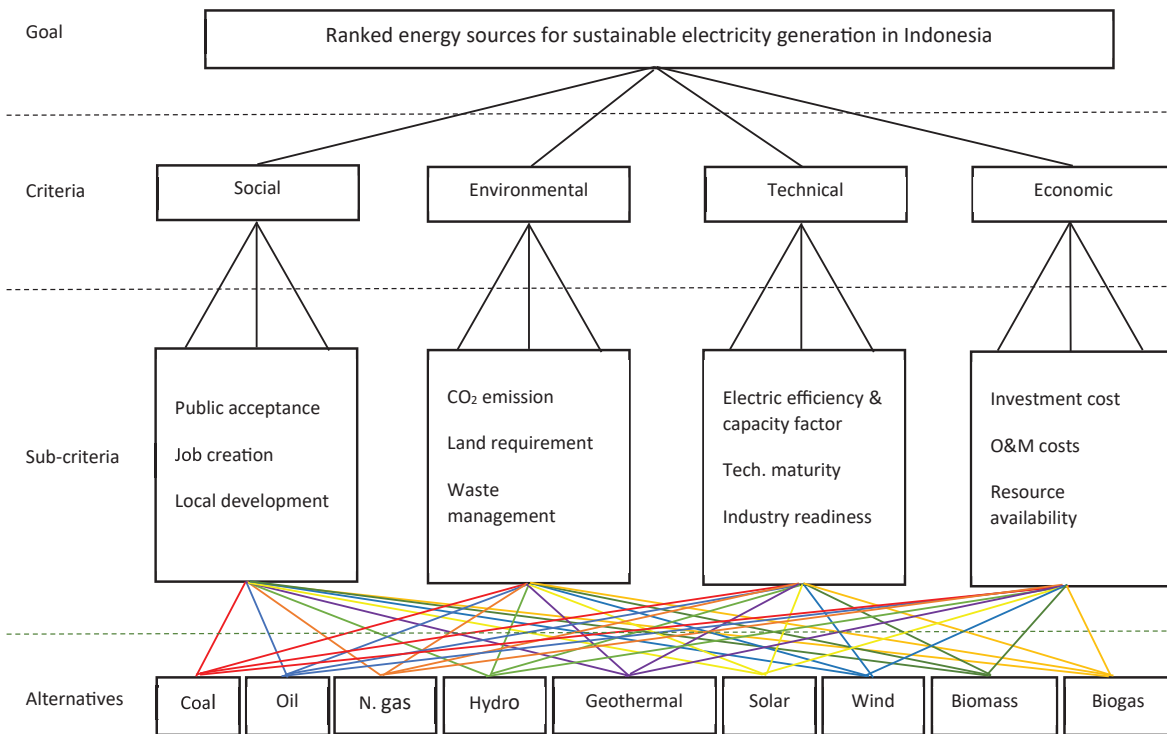 Goal
Ranked energy sources for sustainable electricity generation in Indonesia
Criteria
Social
Environmental
Technical
Economic
Sub-criteria
Public acceptance
Job creation
Local development
CO₂ emission
Land requirement
Waste
management
Electric efficiency &
capacity factor
Tech. maturity
Industry readiness
Investment cost
O&M costs
Resource
availability
Alternatives
Coal
Oil
N. gas
Hydro
Geothermal
Solar
Wind
Biomass
Biogas